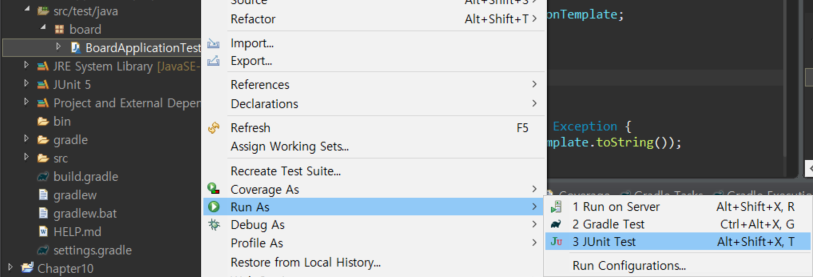 src/test/java
board
BoardApplicationTest
JRE System Library [JavaSE-
JUnit 5
Project and External Depe
bin
gradle
src
build.gradle
gradlew
gradlew.bat
HELP.md
settings.gradle
Chapter10
Source Alt+Shift+S
Refactor Alt+Shift+T
Import...
Export...
References
Declarations
Refresh F5
Assign Working Sets...
Recreate Test Suite...
Coverage As
Run As
Debug As
Profile As
Restore from Local History...
onTemplate;
Exception {
mplate.toString());
Coverage Gradle Tasks Gradle Execution
1 Run on Server Alt+Shift+X, R
2 Gradle Test Ctrl+Alt+X, G
3 JUnit Test Alt+Shift+X, T
Run Configurations...